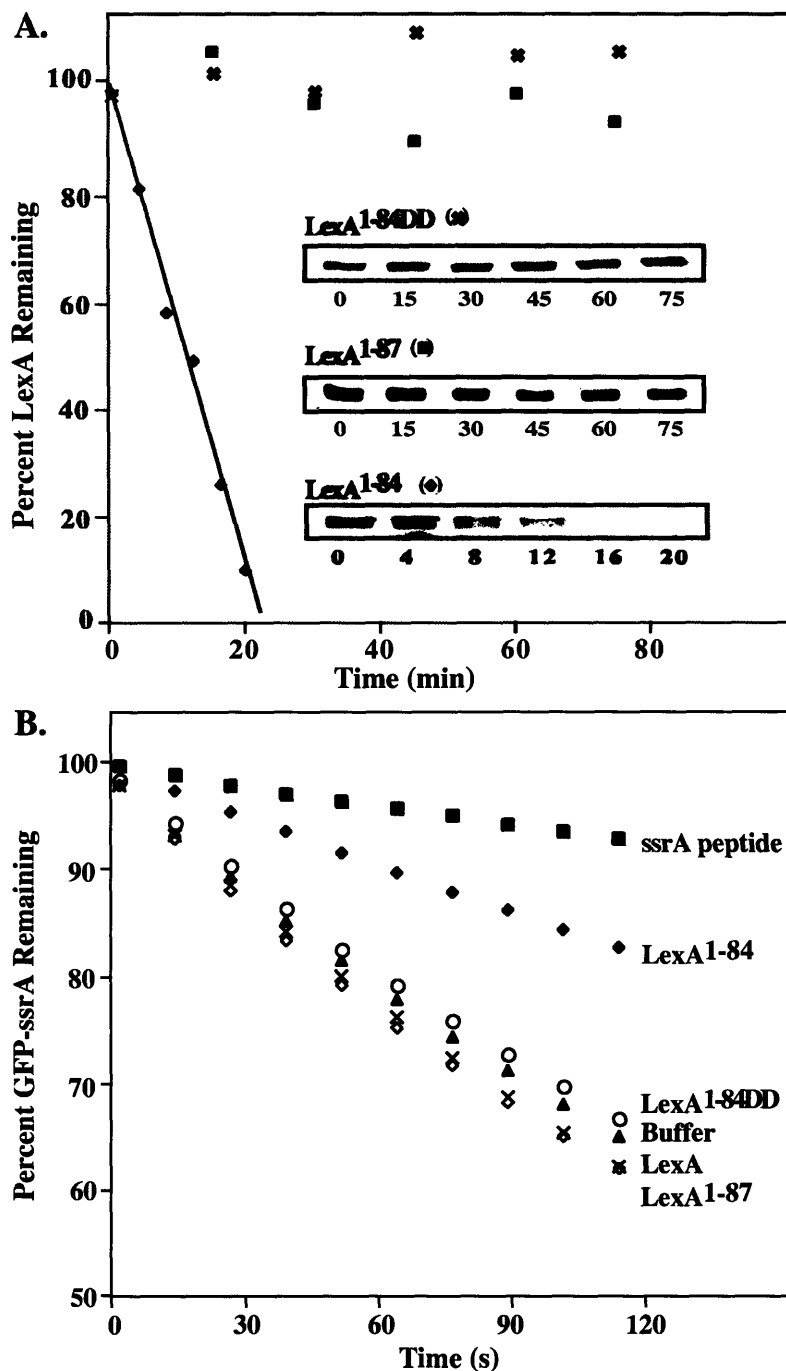 A.
Percent LexA Remaining
100
80
60
40
20
0
LexA1-84DD (✖)
0 15 30 45 60 75
LexA1-87 (■)
0 15 30 45 60 75
LexA1-84 (◆)
0 4 8 12 16 20
0 20 40 60 80
Time (min)
B.
Percent GFP-ssrA Remaining
100
90
80
70
60
50
ssrA peptide
LexA1-84
LexA1-84DD
Buffer
LexA
LexA1-87
0 30 60 90 120
Time (s)